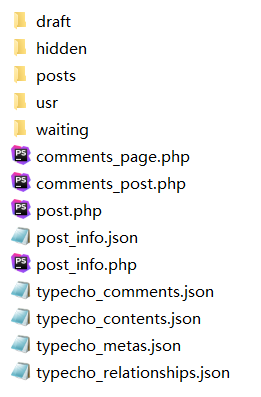 draft
hidden
posts
usr
waiting
comments_page.php
comments_post.php
post.php
post_info.json
post_info.php
typecho_comments.json
typecho_contents.json
typecho_metas.json
typecho_relationships.json